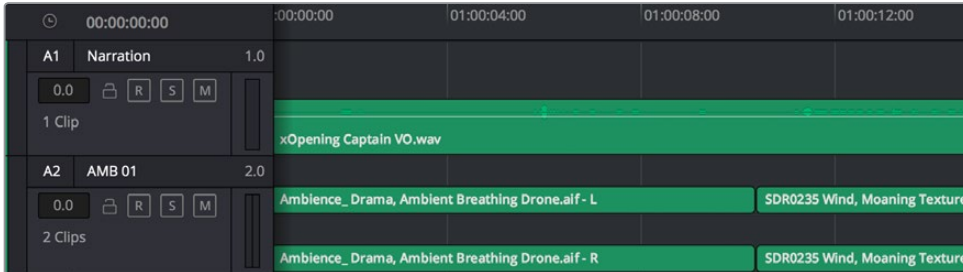 00:00:00:00 :00:00:00 01:00:04:00 01:00:08:00 01:00:12:00
A1 Narration 1.0
0.0 R S M
1 Clip
xOpening Captain VO.wav
A2 AMB 01 2.0
0.0 R S M
Ambience_ Drama, Ambient Breathing Drone.aif - L SDR0235 Wind, Moaning Texture
2 Clips
Ambience_ Drama, Ambient Breathing Drone.aif - R SDR0235 Wind, Moaning Texture